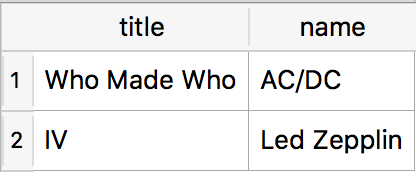 title name
1 Who Made Who AC/DC
2 IV Led Zepplin